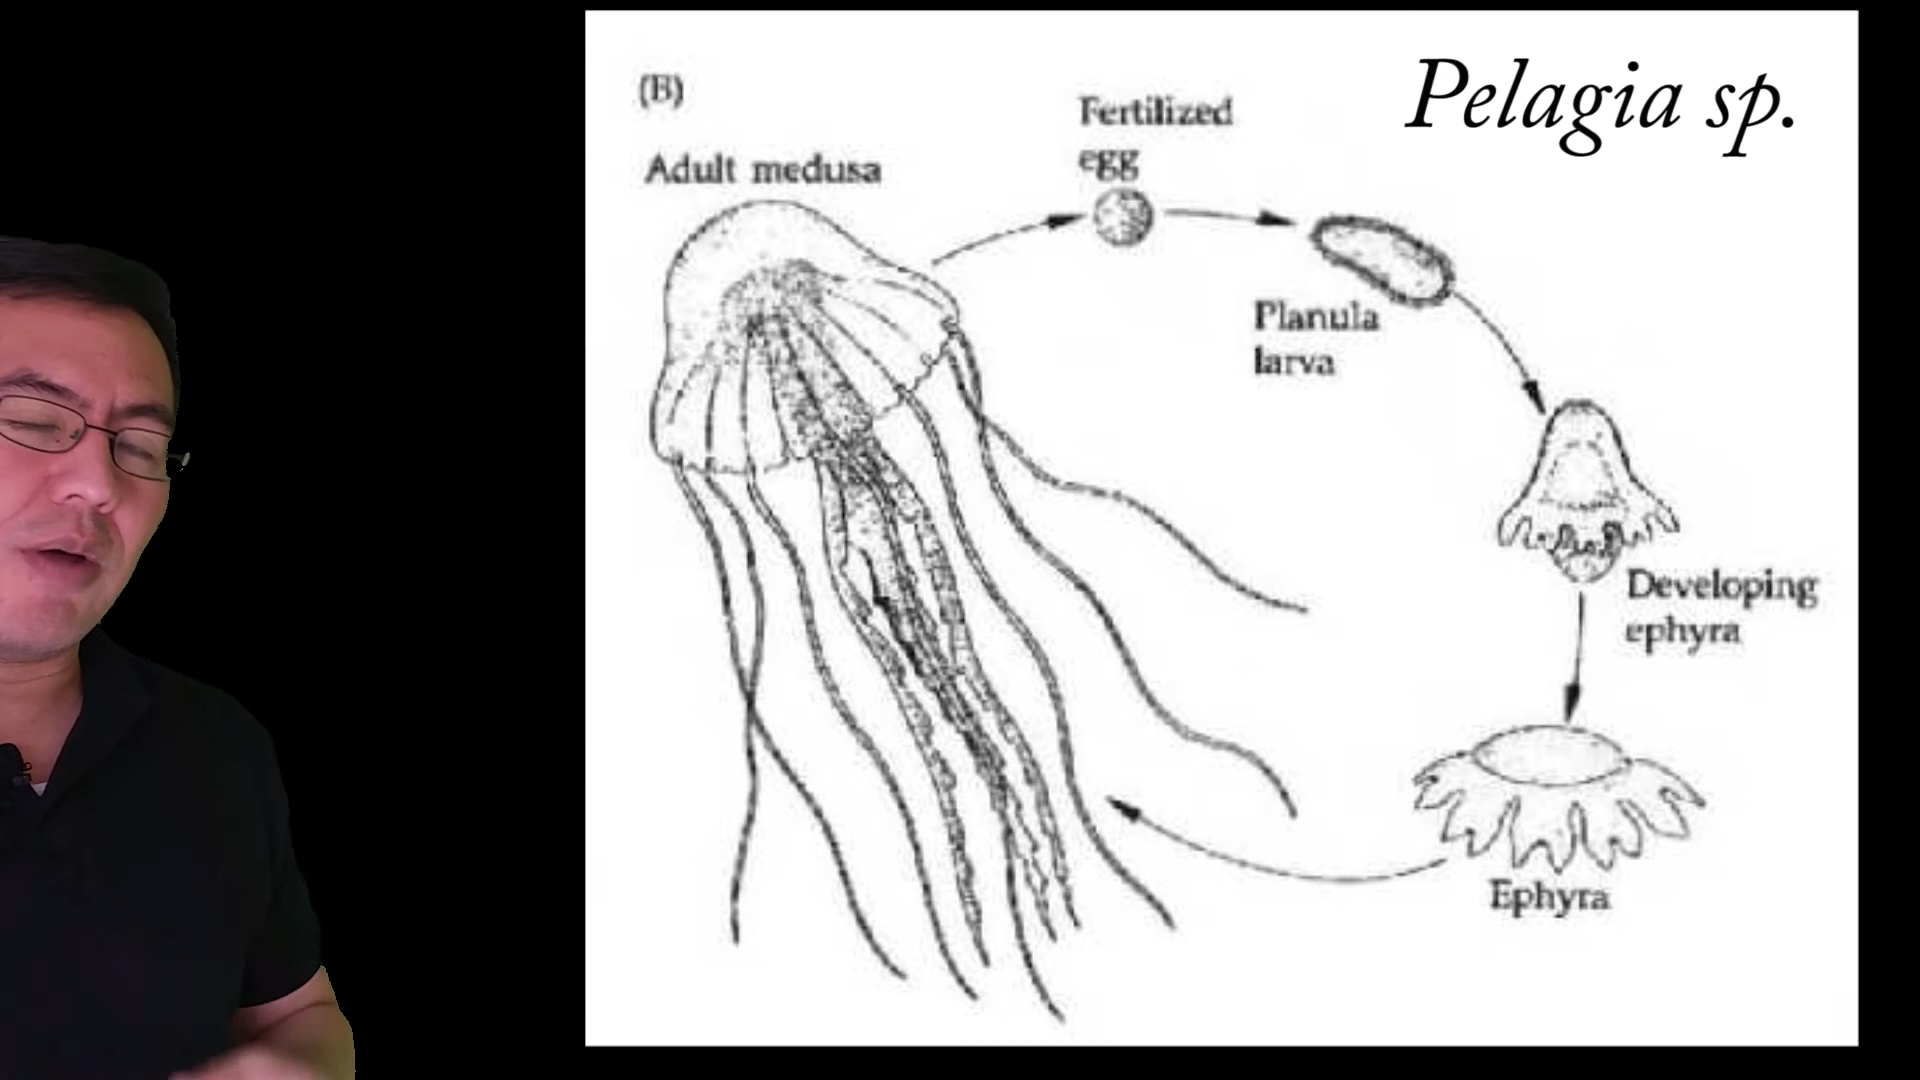 (B)
Pelagia sp.
Adult medusa
Fertilized
egg
Planula
larva
Developing
ephyra
Ephyra